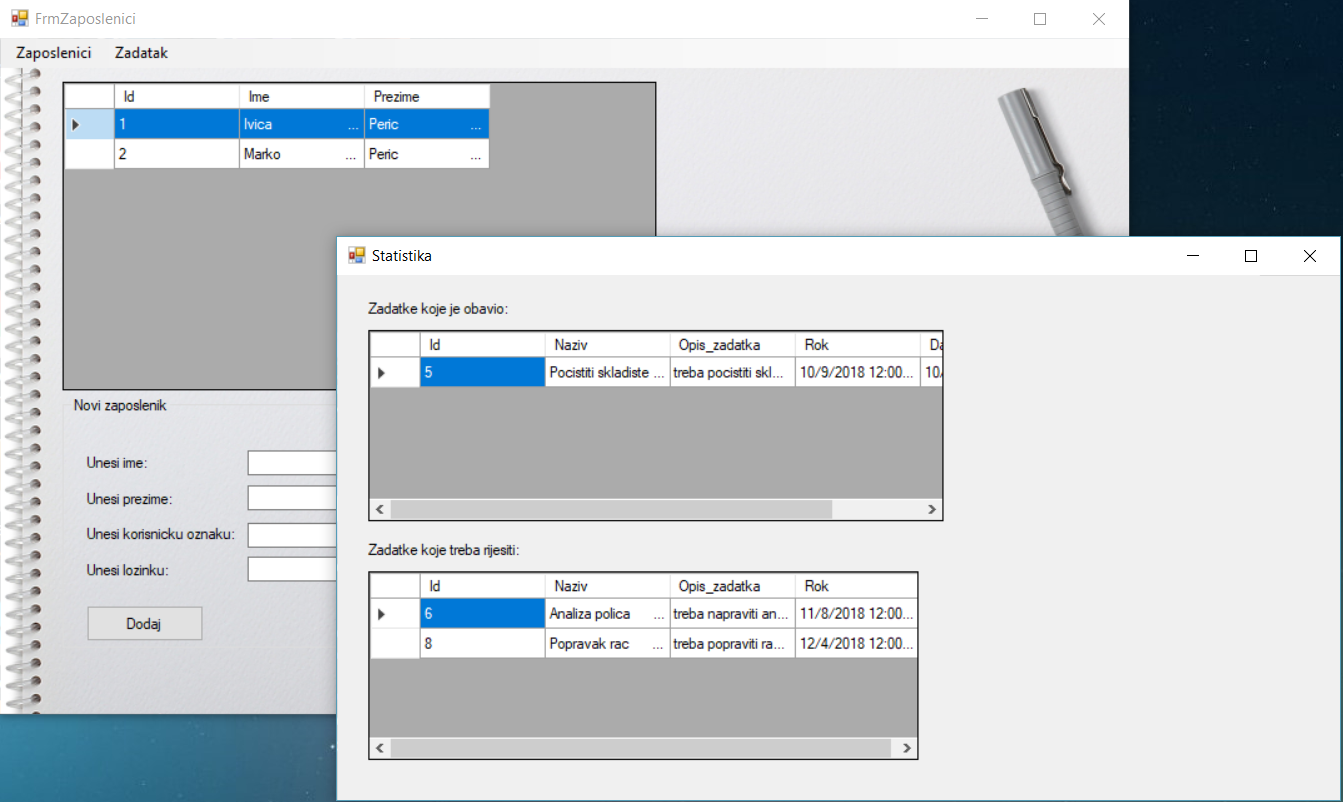 FrmZaposlenici
Zaposlenici Zadatak
Id Ime Prezime
1 Ivica ... Peric ...
2 Marko ... Peric ...
Novi zaposlenik
Unesi ime:
Unesi prezime:
Unesi korisnicku oznaku:
Unesi lozinku:
Dodaj
Statistika
Zadatke koje je obavio:
Id Naziv Opis_zadatka Rok Da
5 Pocistiti skladiste ... treba pocistiti skl... 10/9/2018 12:00... 10/
Zadatke koje treba rijesiti:
Id Naziv Opis_zadatka Rok
6 Analiza polica ... treba napraviti an... 11/8/2018 12:00...
8 Popravak rac ... treba popraviti ra... 12/4/2018 12:00...